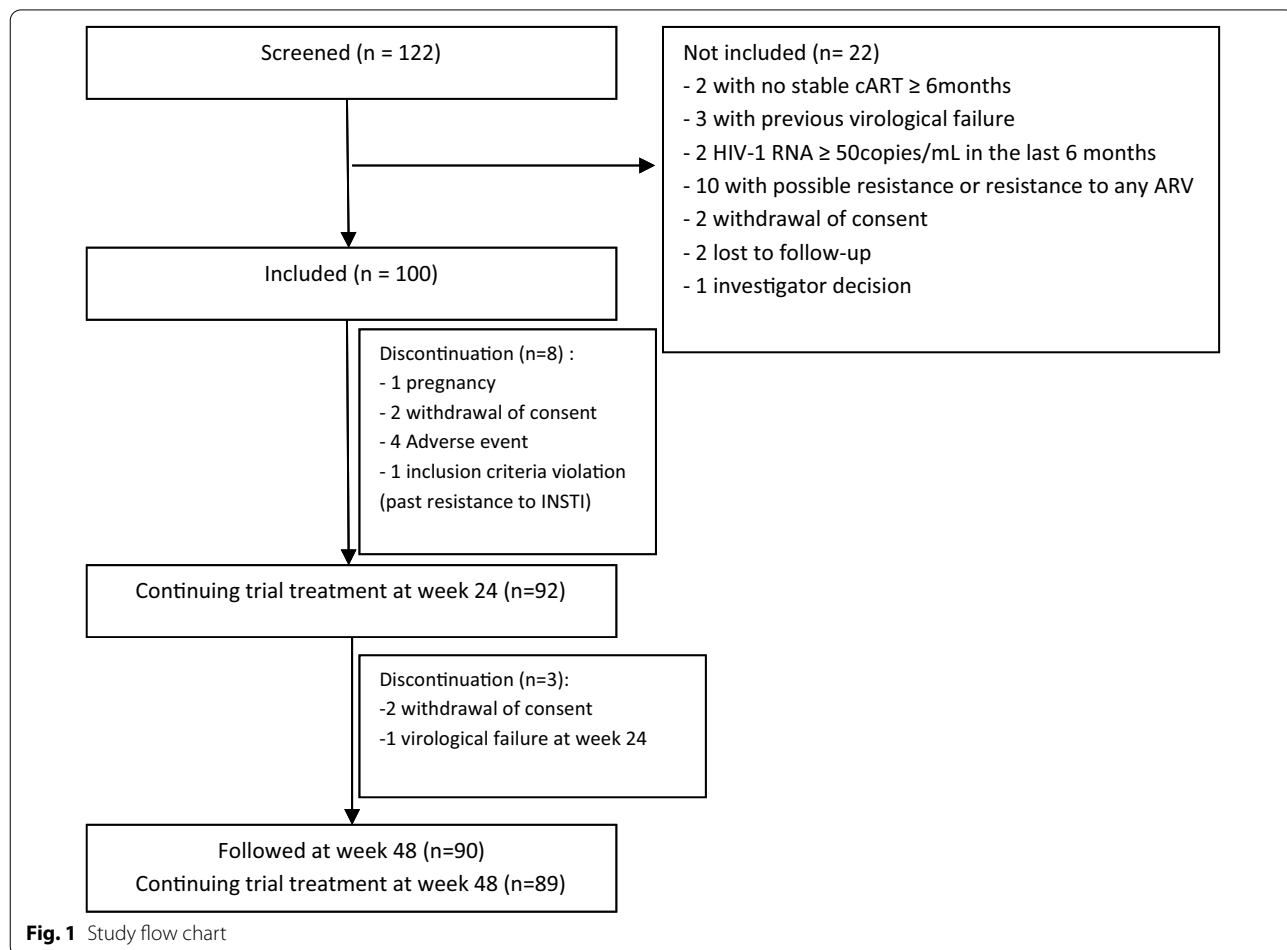 Screened (n = 122)
Not included (n= 22)
- 2 with no stable cART ≥ 6months
- 3 with previous virological failure
- 2 HIV-1 RNA ≥ 50copies/mL in the last 6 months
- 10 with possible resistance or resistance to any ARV
- 2 withdrawal of consent
- 2 lost to follow-up
- 1 investigator decision
Included (n = 100)
Discontinuation (n=8) :
- 1 pregnancy
- 2 withdrawal of consent
- 4 Adverse event
- 1 inclusion criteria violation
(past resistance to INSTI)
Continuing trial treatment at week 24 (n=92)
Discontinuation (n=3):
-2 withdrawal of consent
-1 virological failure at week 24
Followed at week 48 (n=90)
Continuing trial treatment at week 48 (n=89)
Fig. 1 Study flow chart